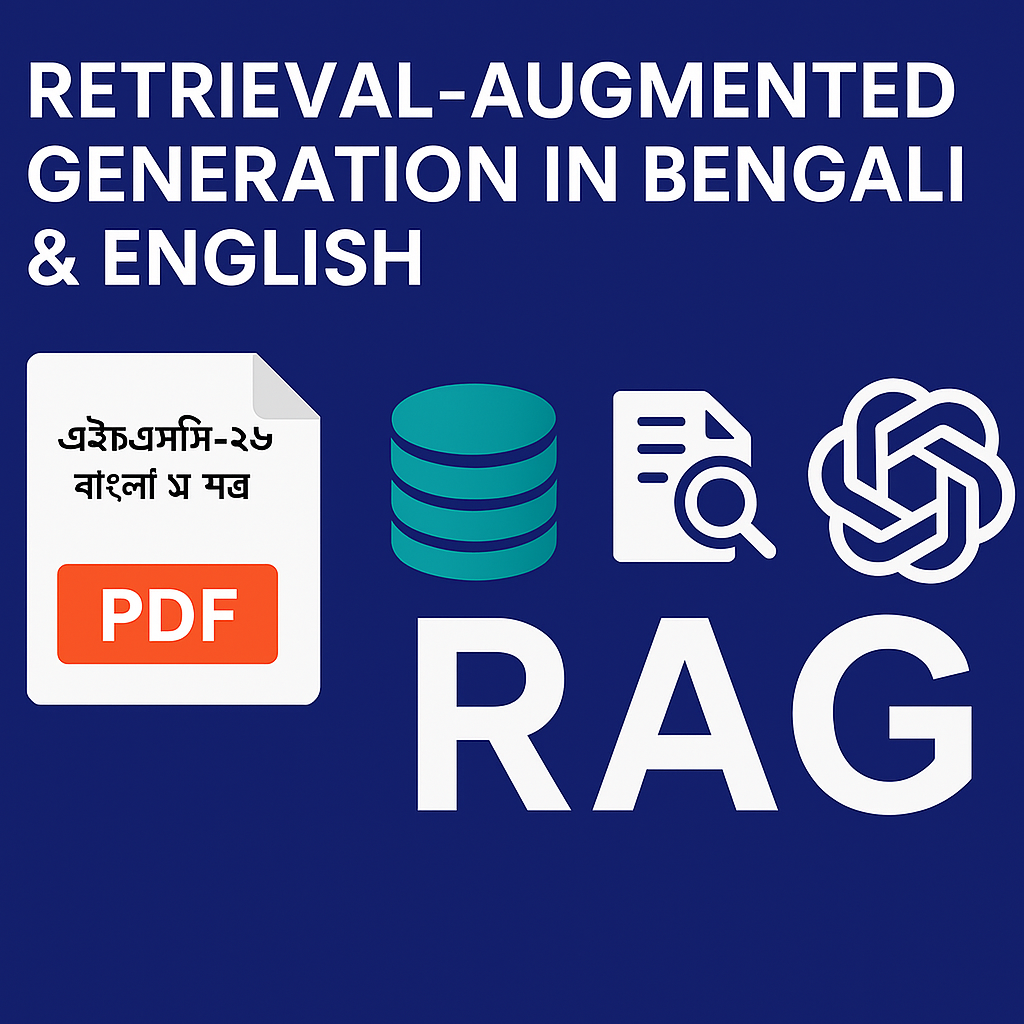 RETRIEVAL-AUGMENTED
GENERATION IN BENGALI
& ENGLISH
এইচএসসি-২৬
বাংলা
PDF
RAG